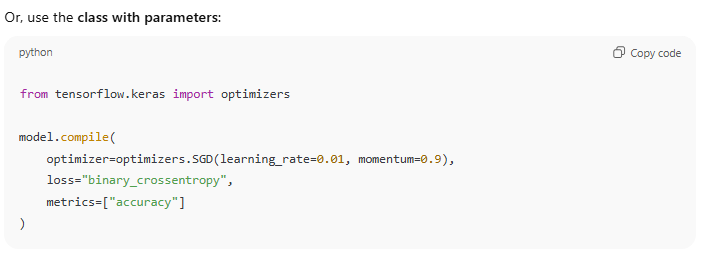 Or, use the class with parameters:
python
Copy code
from tensorflow.keras import optimizers
model.compile(
    optimizer=optimizers.SGD(learning_rate=0.01, momentum=0.9),
    loss="binary_crossentropy",
    metrics=["accuracy"]
)